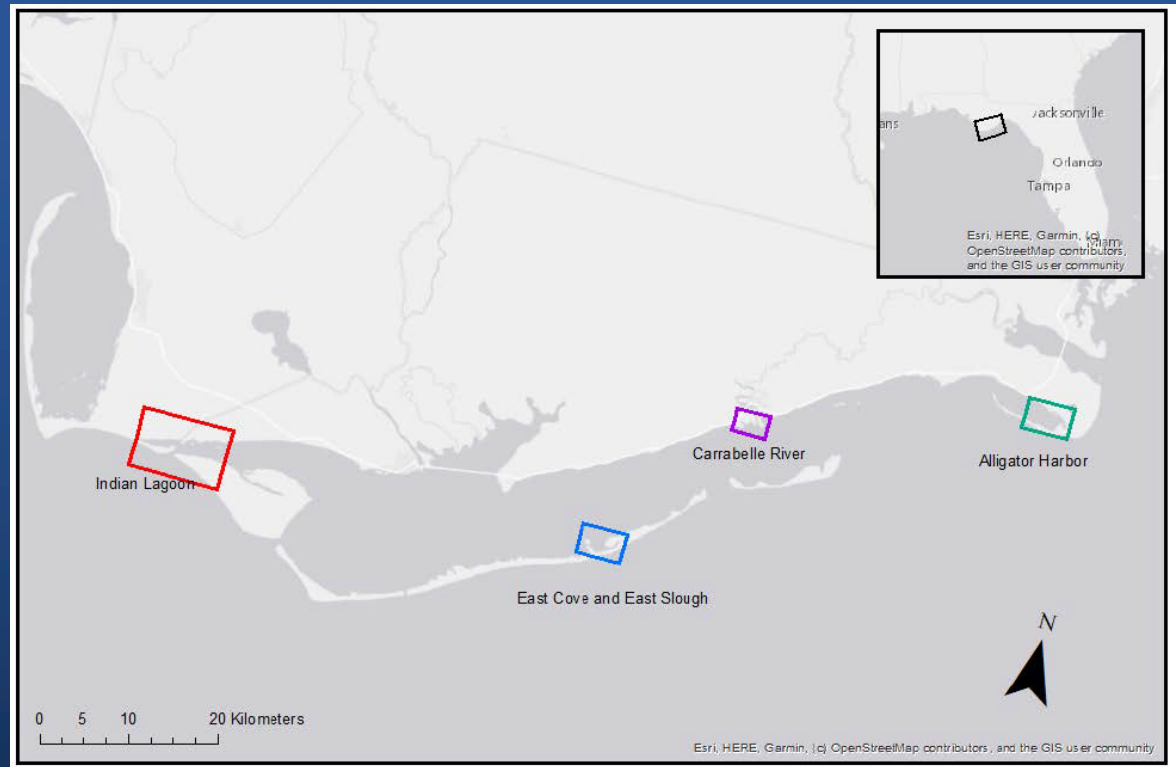 ans
Jacksonville
Orlando
Tampa
Miam
Esri, HERE, Garmin, (c)
OpenStreetMap contributors,
and the GIS user community
Indian Lagoon
Carrabelle River
Alligator Harbor
East Cove and East Slough
N
0 5 10 20 Kilometers
Esri, HERE, Garmin, (c) OpenStreetMap contributors, and the GIS user community